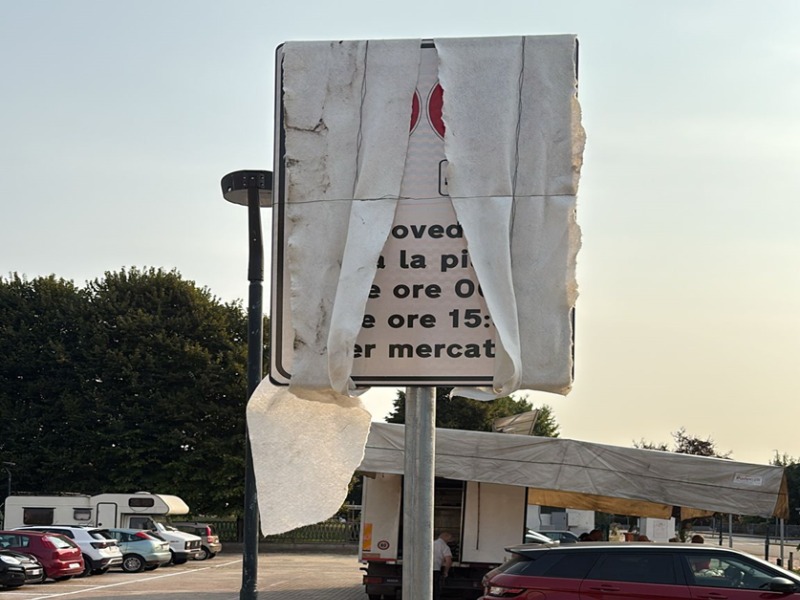 oved
a la pi
e ore 0
e ore 15:
er mercat